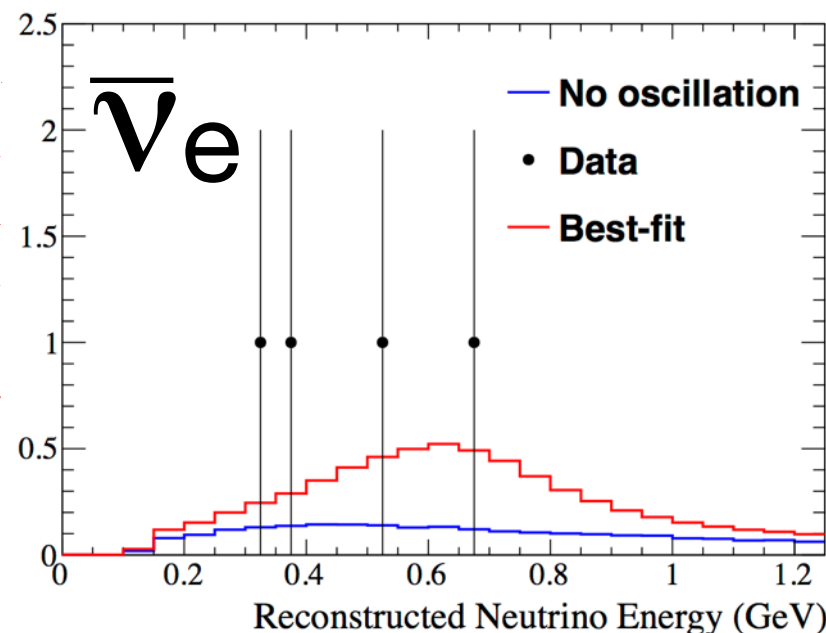 2.5
ν̅e
No oscillation
2
Data
1.5
Best-fit
1
0.5
0
0 0.2 0.4 0.6 0.8 1 1.2
Reconstructed Neutrino Energy (GeV)